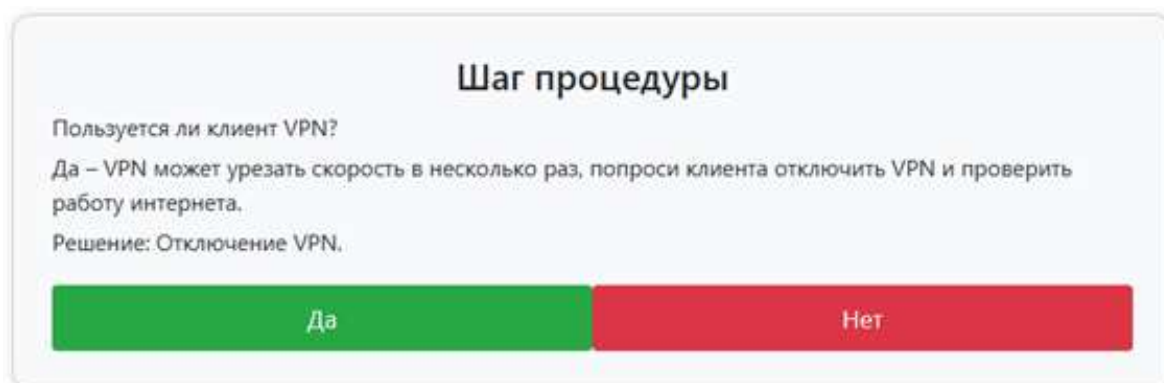 Шаг процедуры
Пользуется ли клиент VPN?
Да – VPN может урезать скорость в несколько раз, попроси клиента отключить VPN и проверить
работу интернета.
Решение: Отключение VPN.
Да
Нет